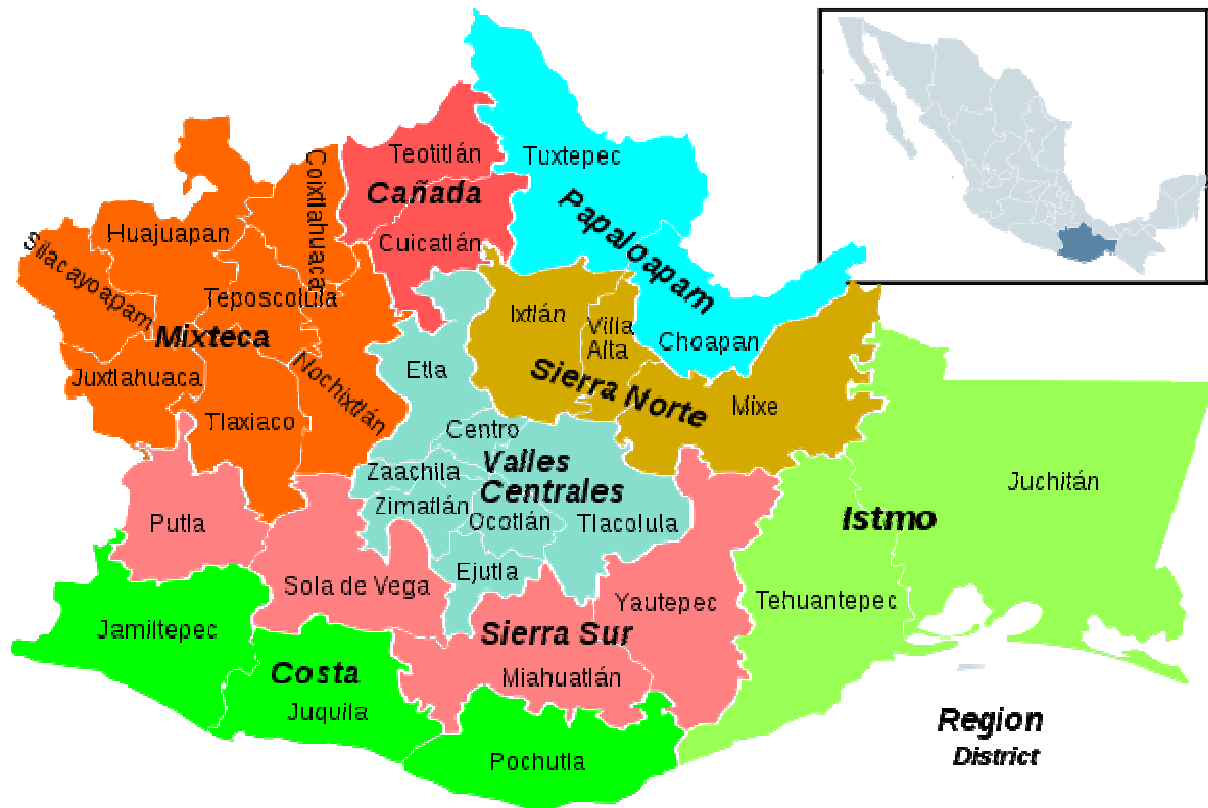 Teotitlán
Cañada
Cuicatlán
Tuxtepec
Papaloapam
Choapan
Coixtlahuaca
Huajuapan
Silacayoapam
Teposcolula
Mixteca
Juxtlahuaca
Nochixtlán
Tlaxiaco
Ixtlán
Villa
Alta
Sierra Norte
Mixe
Etla
Centro
Valles
Centrales
Zaachila
Zimatlán
Ocotlán
Tlacolula
Ejutla
Juchitán
Istmo
Tehuantepec
Putla
Sola de Vega
Yautepec
Sierra Sur
Miahuatlán
Jamiltepec
Costa
Juquila
Pochutla
Region
District